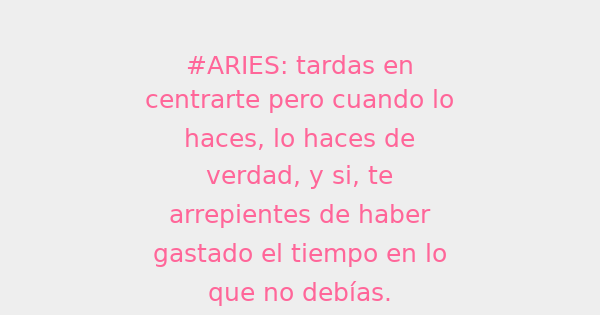 #ARIES: tardas en
centrarte pero cuando lo
haces, lo haces de
verdad, y si, te
arrepientes de haber
gastado el tiempo en lo
que no debías.